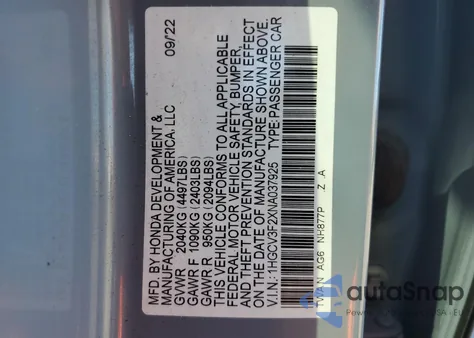 MFD. BY HONDA DEVELOPMENT & 09/22
MANUFACTURING OF AMERICA, LLC
GVWR 2040KG(4497LBS)
GAWR F 1090KG(2403LBS)
GAWR R 950KG(2094LBS)
THIS VEHICLE CONFORMS TO ALL APPLICABLE
FEDERAL MOTOR VEHICLE SAFETY, BUMPER,
AND THEFT PREVENTION STANDARDS IN EFFECT
ON THE DATE OF MANUFACTURE SHOWN ABOVE.
V.I.N.: 1HGCV3F2XNA037925 TYPE: PASSENGER CAR
TWA N AG6 NH877P Z A
autoSnap